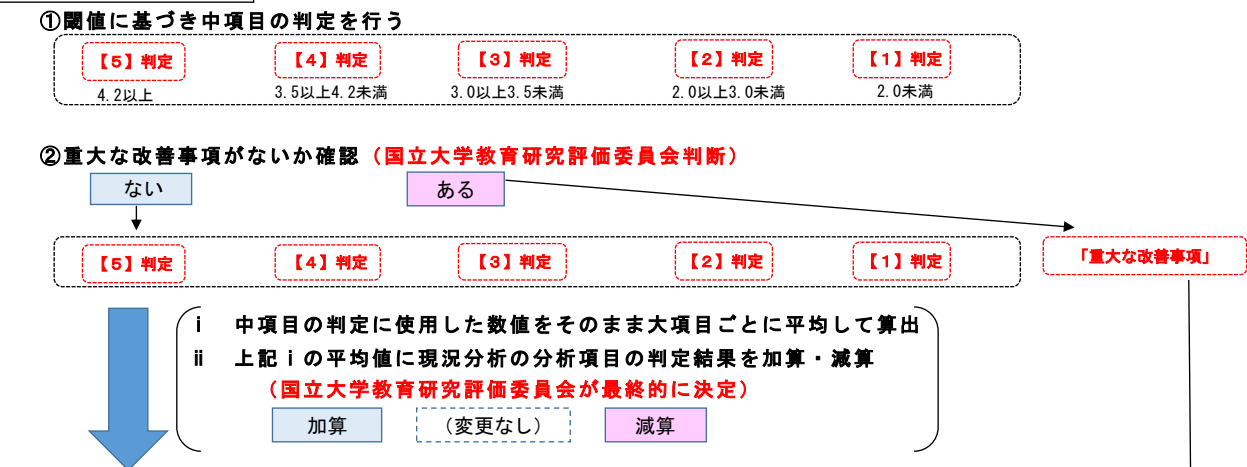 ①閾値に基づき中項目の判定を行う
【5】判定 【4】判定 【3】判定 【2】判定 【1】判定
4.2以上 3.5以上4.2未満 3.0以上3.5未満 2.0以上3.0未満 2.0未満
②重大な改善事項がないか確認（国立大学教育研究評価委員会判断）
ない ある
【5】判定 【4】判定 【3】判定 【2】判定 【1】判定 「重大な改善事項」
ⅰ 中項目の判定に使用した数値をそのまま大項目ごとに平均して算出
ⅱ 上記ⅰの平均値に現況分析の分析項目の判定結果を加算・減算
（国立大学教育研究評価委員会が最終的に決定）
加算 （変更なし） 減算